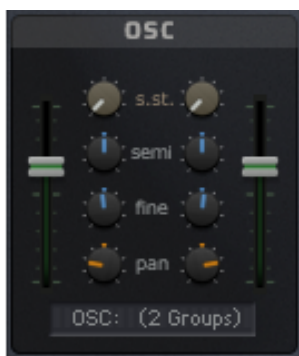 OSC
s.st.
semi
fine
pan
OSC: (2 Groups)